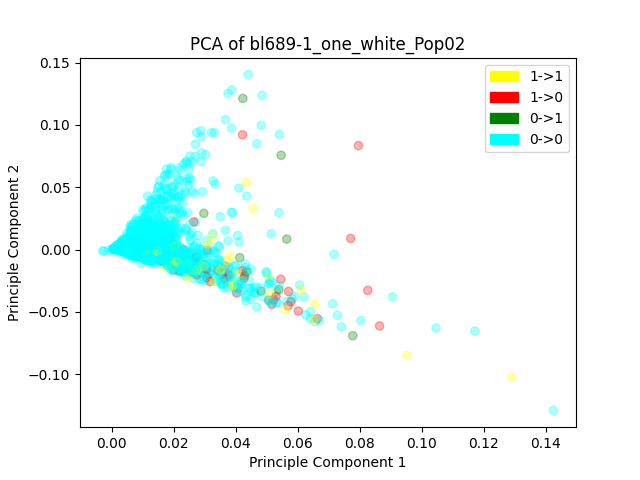 PCA of bl689-1_one_white_Pop02
Principle Component 2
0.15
0.10
0.05
0.00
−0.05
−0.10
1->1
1->0
0->1
0->0
0.00 0.02 0.04 0.06 0.08 0.10 0.12 0.14
Principle Component 1